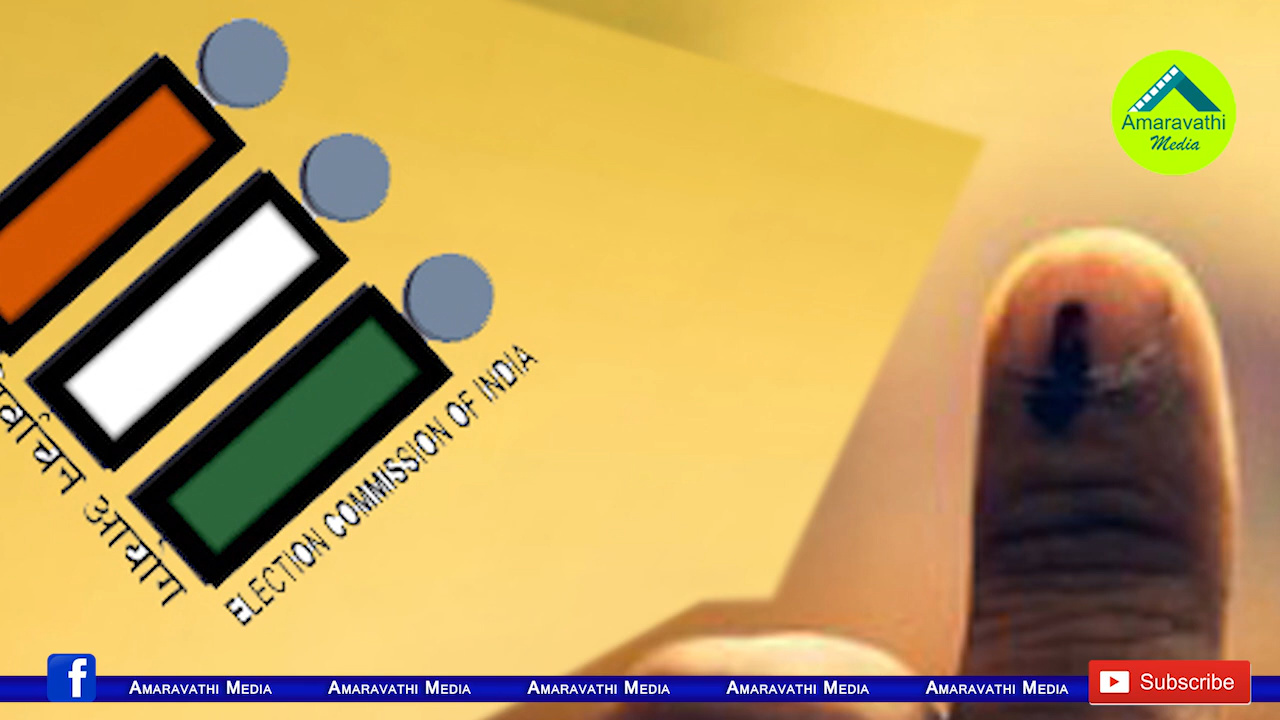 Amaravathi
Media
र्वाचन आयोग
ELECTION COMMISSION OF INDIA
Amaravathi Media Amaravathi Media Amaravathi Media Amaravathi Media Amaravathi Media
Subscribe